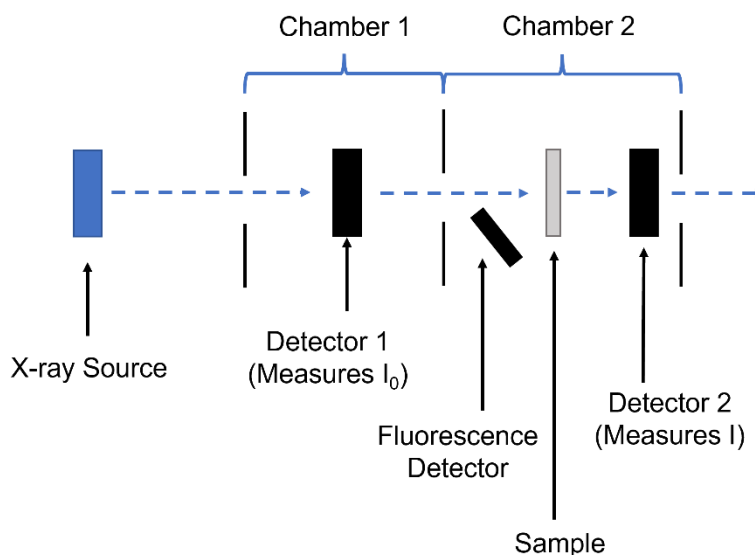 Chamber 1
Chamber 2
X-ray Source
Detector 1
(Measures I₀)
Fluorescence
Detector
Sample
Detector 2
(Measures I)